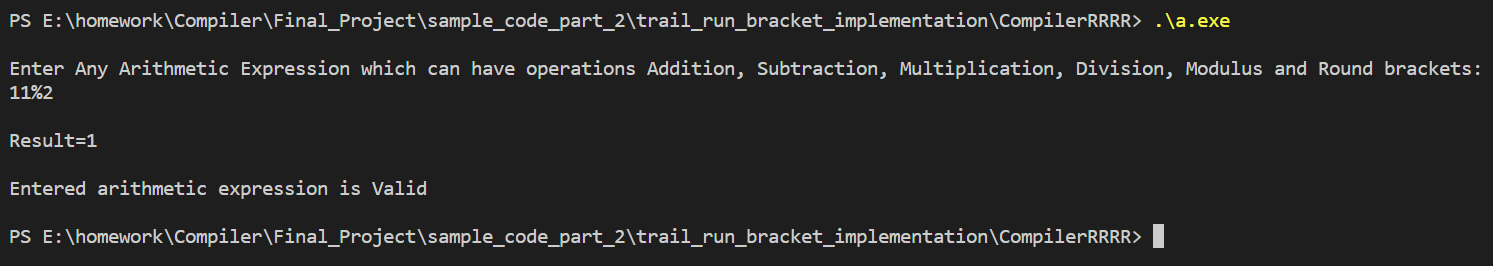 PS E:\homework\Compiler\Final_Project\sample_code_part_2\trail_run_bracket_implementation\CompilerRRRR> .\a.exe
Enter Any Arithmetic Expression which can have operations Addition, Subtraction, Multiplication, Division, Modulus and Round brackets:
11%2
Result=1
Entered arithmetic expression is Valid
PS E:\homework\Compiler\Final_Project\sample_code_part_2\trail_run_bracket_implementation\CompilerRRRR>